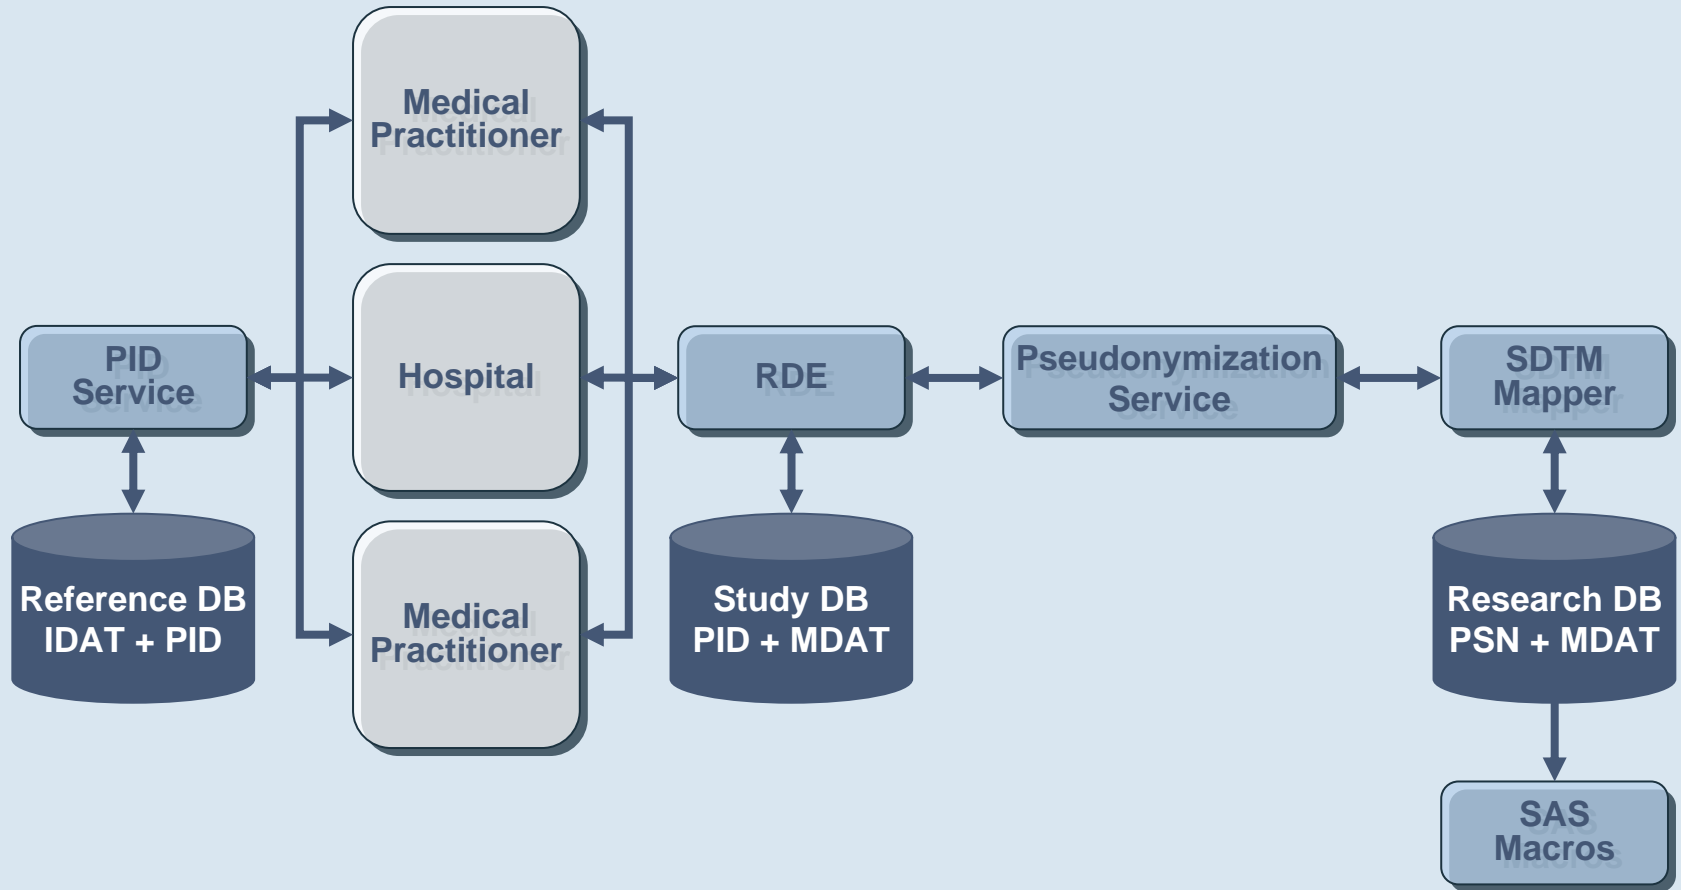 Medical
Practitioner
PID
Service
Hospital
RDE
Pseudonymization
Service
SDTM
Mapper
Reference DB
IDAT + PID
Medical
Practitioner
Study DB
PID + MDAT
Research DB
PSN + MDAT
SAS
Macros